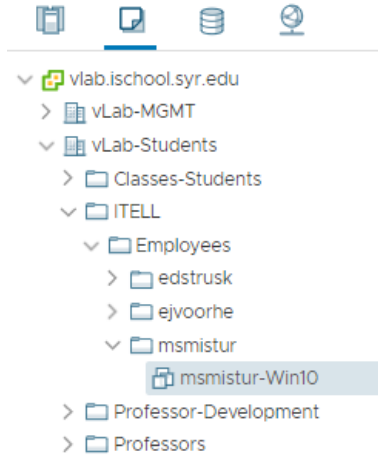 vlab.ischool.syr.edu
vLab-MGMT
vLab-Students
Classes-Students
ITELL
Employees
edstrusk
ejvoorhe
msmistur
msmistur-Win10
Professor-Development
Professors